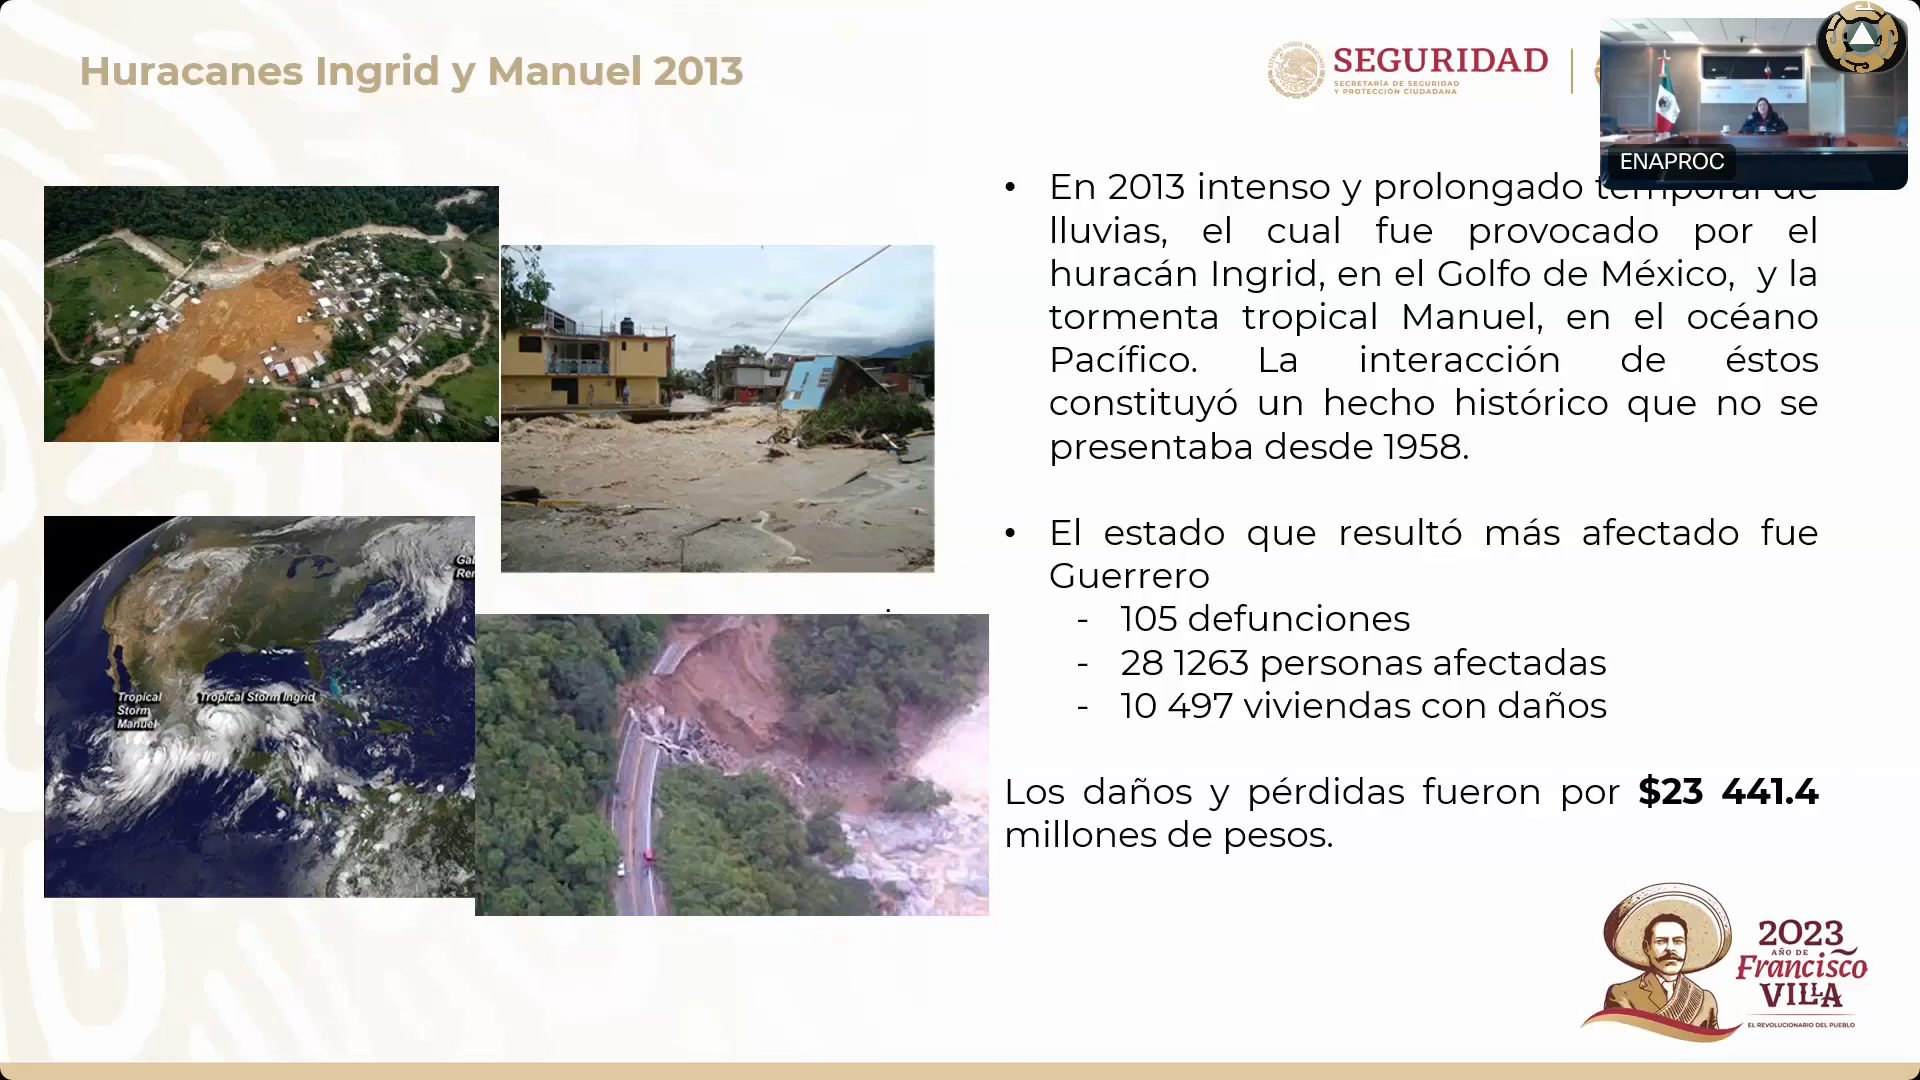 Huracanes Ingrid y Manuel 2013
SEGURIDAD
SECRETARÍA DE SEGURIDAD
Y PROTECCIÓN CIUDADANA
ENAPROC
• En 2013 intenso y prolongado temporal de
lluvias, el cual fue provocado por el
huracán Ingrid, en el Golfo de México, y la
tormenta tropical Manuel, en el océano
Pacífico. La interacción de éstos
constituyó un hecho histórico que no se
presentaba desde 1958.
• El estado que resultó más afectado fue
Guerrero
- 105 defunciones
- 28 1263 personas afectadas
- 10 497 viviendas con daños
Los daños y pérdidas fueron por $23 441.4
millones de pesos.
Tropical
Storm
Manuel
Tropical Storm Ingrid
2023
AÑO DE
Francisco
VILLA
EL REVOLUCIONARIO DEL PUEBLO